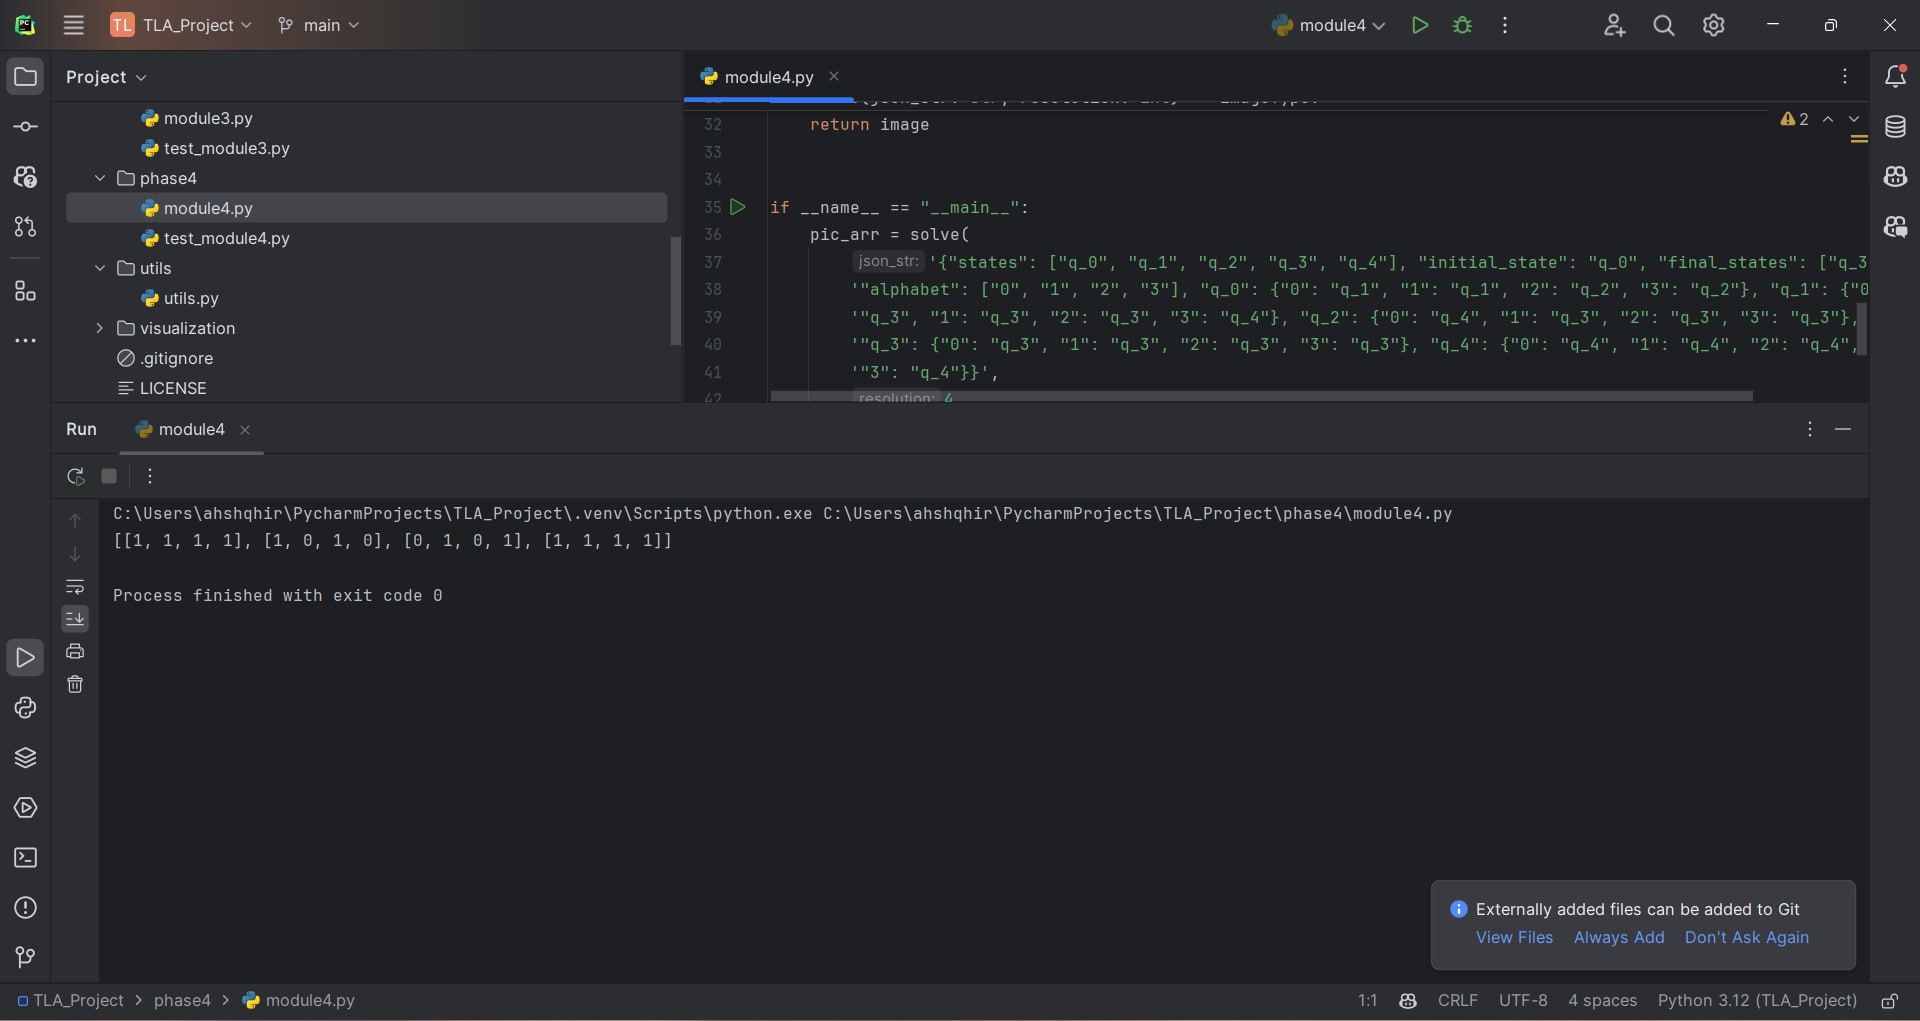 TL TLA_Project main module4
Project
module4.py
module3.py
test_module3.py
phase4
module4.py
test_module4.py
utils
utils.py
visualization
.gitignore
LICENSE
2
32 return image
33
34
35 if __name__ == "__main__":
36 pic_arr = solve(
37 json_str: '{"states": ["q_0", "q_1", "q_2", "q_3", "q_4"], "initial_state": "q_0", "final_states": ["q_3
38 '"alphabet": ["0", "1", "2", "3"], "q_0": {"0": "q_1", "1": "q_1", "2": "q_2", "3": "q_2"}, "q_1": {"0
39 '"q_3", "1": "q_3", "2": "q_3", "3": "q_4"}, "q_2": {"0": "q_4", "1": "q_3", "2": "q_3", "3": "q_3"},
40 '"q_3": {"0": "q_3", "1": "q_3", "2": "q_3", "3": "q_3"}, "q_4": {"0": "q_4", "1": "q_4", "2": "q_4",
41 '"3": "q_4"}}',
42 resolution: 4
Run module4
C:\Users\ahshqhir\PycharmProjects\TLA_Project\.venv\Scripts\python.exe C:\Users\ahshqhir\PycharmProjects\TLA_Project\phase4\module4.py
[[1, 1, 1, 1], [1, 0, 1, 0], [0, 1, 0, 1], [1, 1, 1, 1]]
Process finished with exit code 0
Externally added files can be added to Git
View Files Always Add Don't Ask Again
TLA_Project > phase4 > module4.py
1:1 CRLF UTF-8 4 spaces Python 3.12 (TLA_Project)